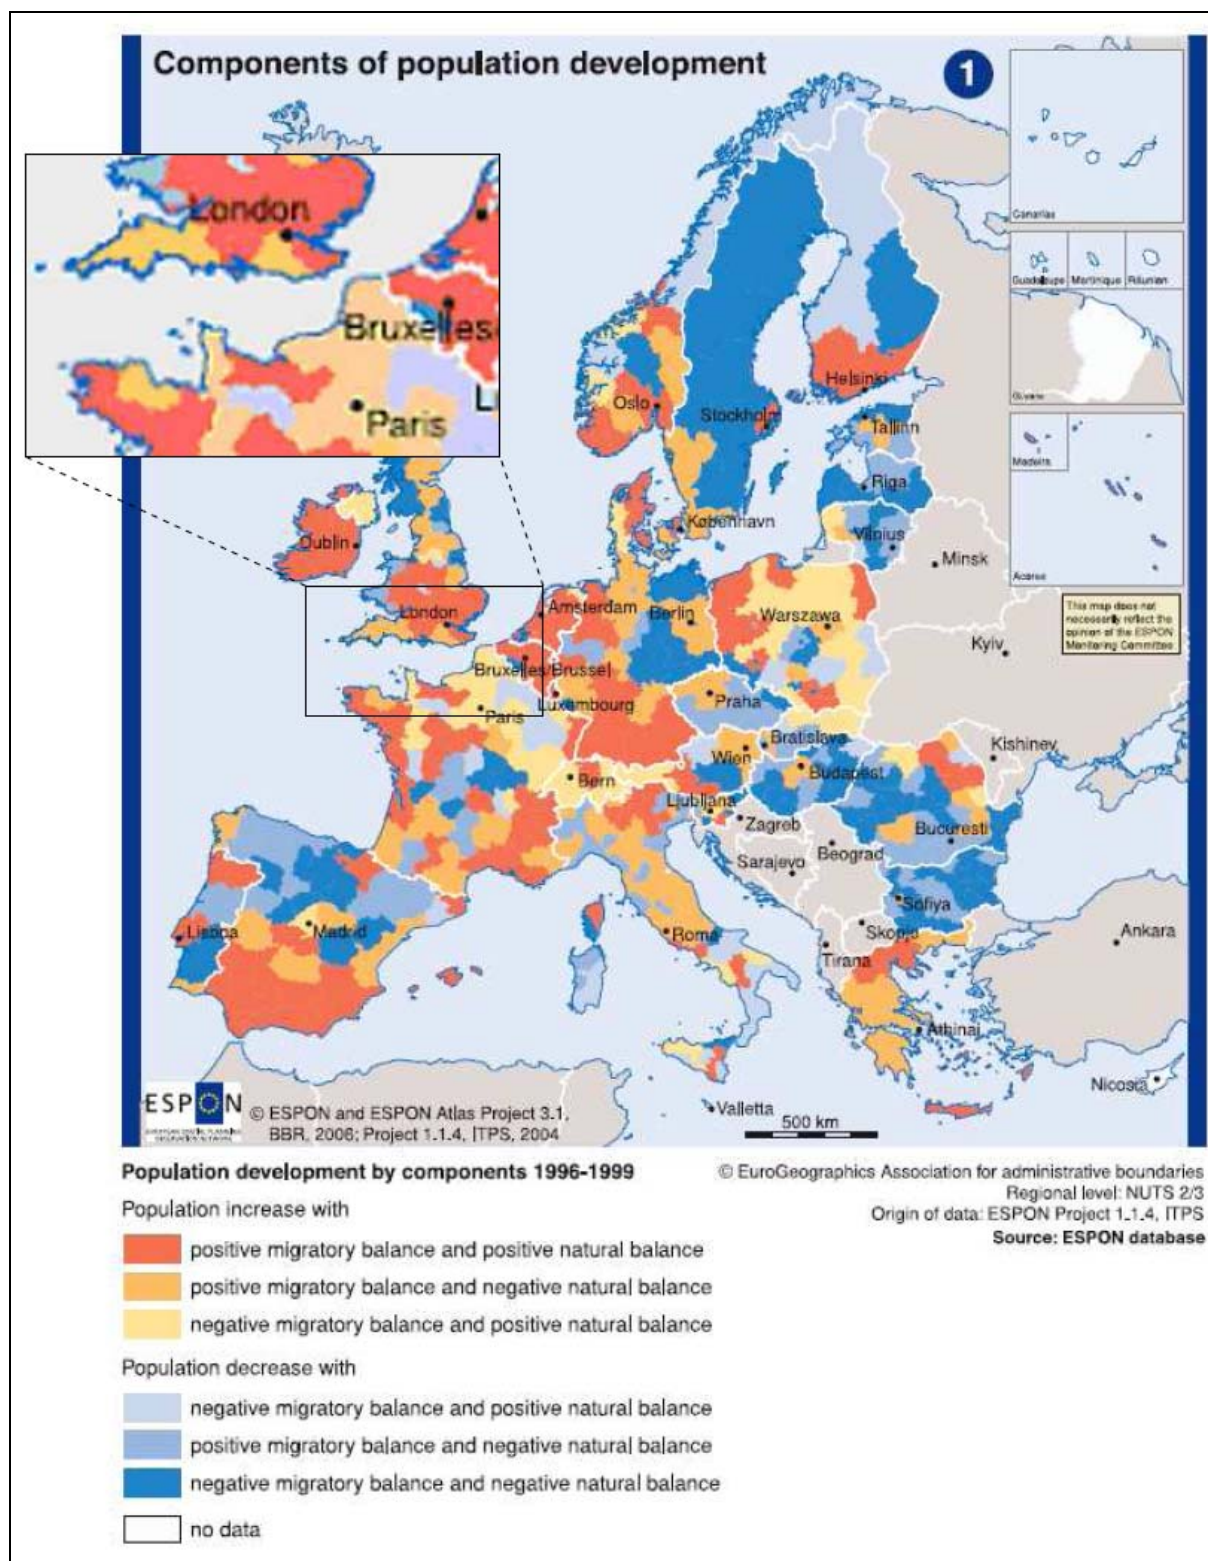 Components of population development
1
Canarias
Guadeloupe
Martinique
Réunion
Guyane
Madeira
Acores
London
Bruxelles
Paris
Helsinki
Oslo
Stockholm
Tallinn
Riga
København
Vilnius
Minsk
Dublin
London
Amsterdam
Berlin
Warszawa
Kyiv
This map does not
necessarily reflect the
opinion of the ESPON
Monitoring Committee
Bruxelles/Brussel
Luxembourg
Paris
Praha
Wien
Bratislava
Kishinev
Bern
Budapest
Ljubljana
Zagreb
Bucuresti
Sarajevo
Beograd
Sofiya
Lisboa
Madrid
Roma
Skopje
Ankara
Tirana
Athinai
Nicosia
Valletta
500 km
ESPON
© ESPON and ESPON Atlas Project 3.1,
BBR, 2006; Project 1.1.4, ITPS, 2004
Population development by components 1996-1999
© EuroGeographics Association for administrative boundaries
Regional level: NUTS 2/3
Origin of data: ESPON Project 1.1.4, ITPS
Source: ESPON database
Population increase with
positive migratory balance and positive natural balance
positive migratory balance and negative natural balance
negative migratory balance and positive natural balance
Population decrease with
negative migratory balance and positive natural balance
positive migratory balance and negative natural balance
negative migratory balance and negative natural balance
no data